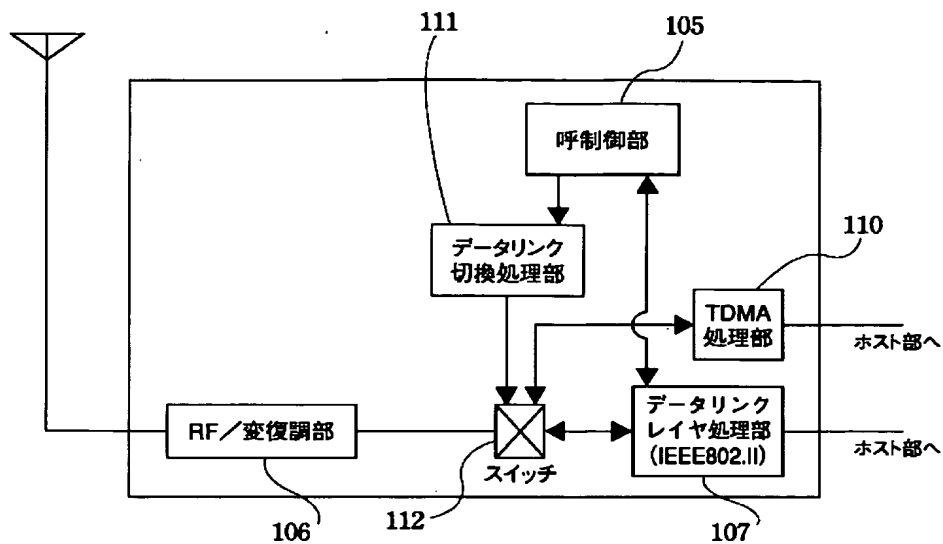 111
105
呼制御部
データリンク
切換処理部
110
TDMA
処理部
ホスト部へ
RF/変復調部
スイッチ
データリンク
レイヤ処理部
(IEEE802.II)
ホスト部へ
106
112
107